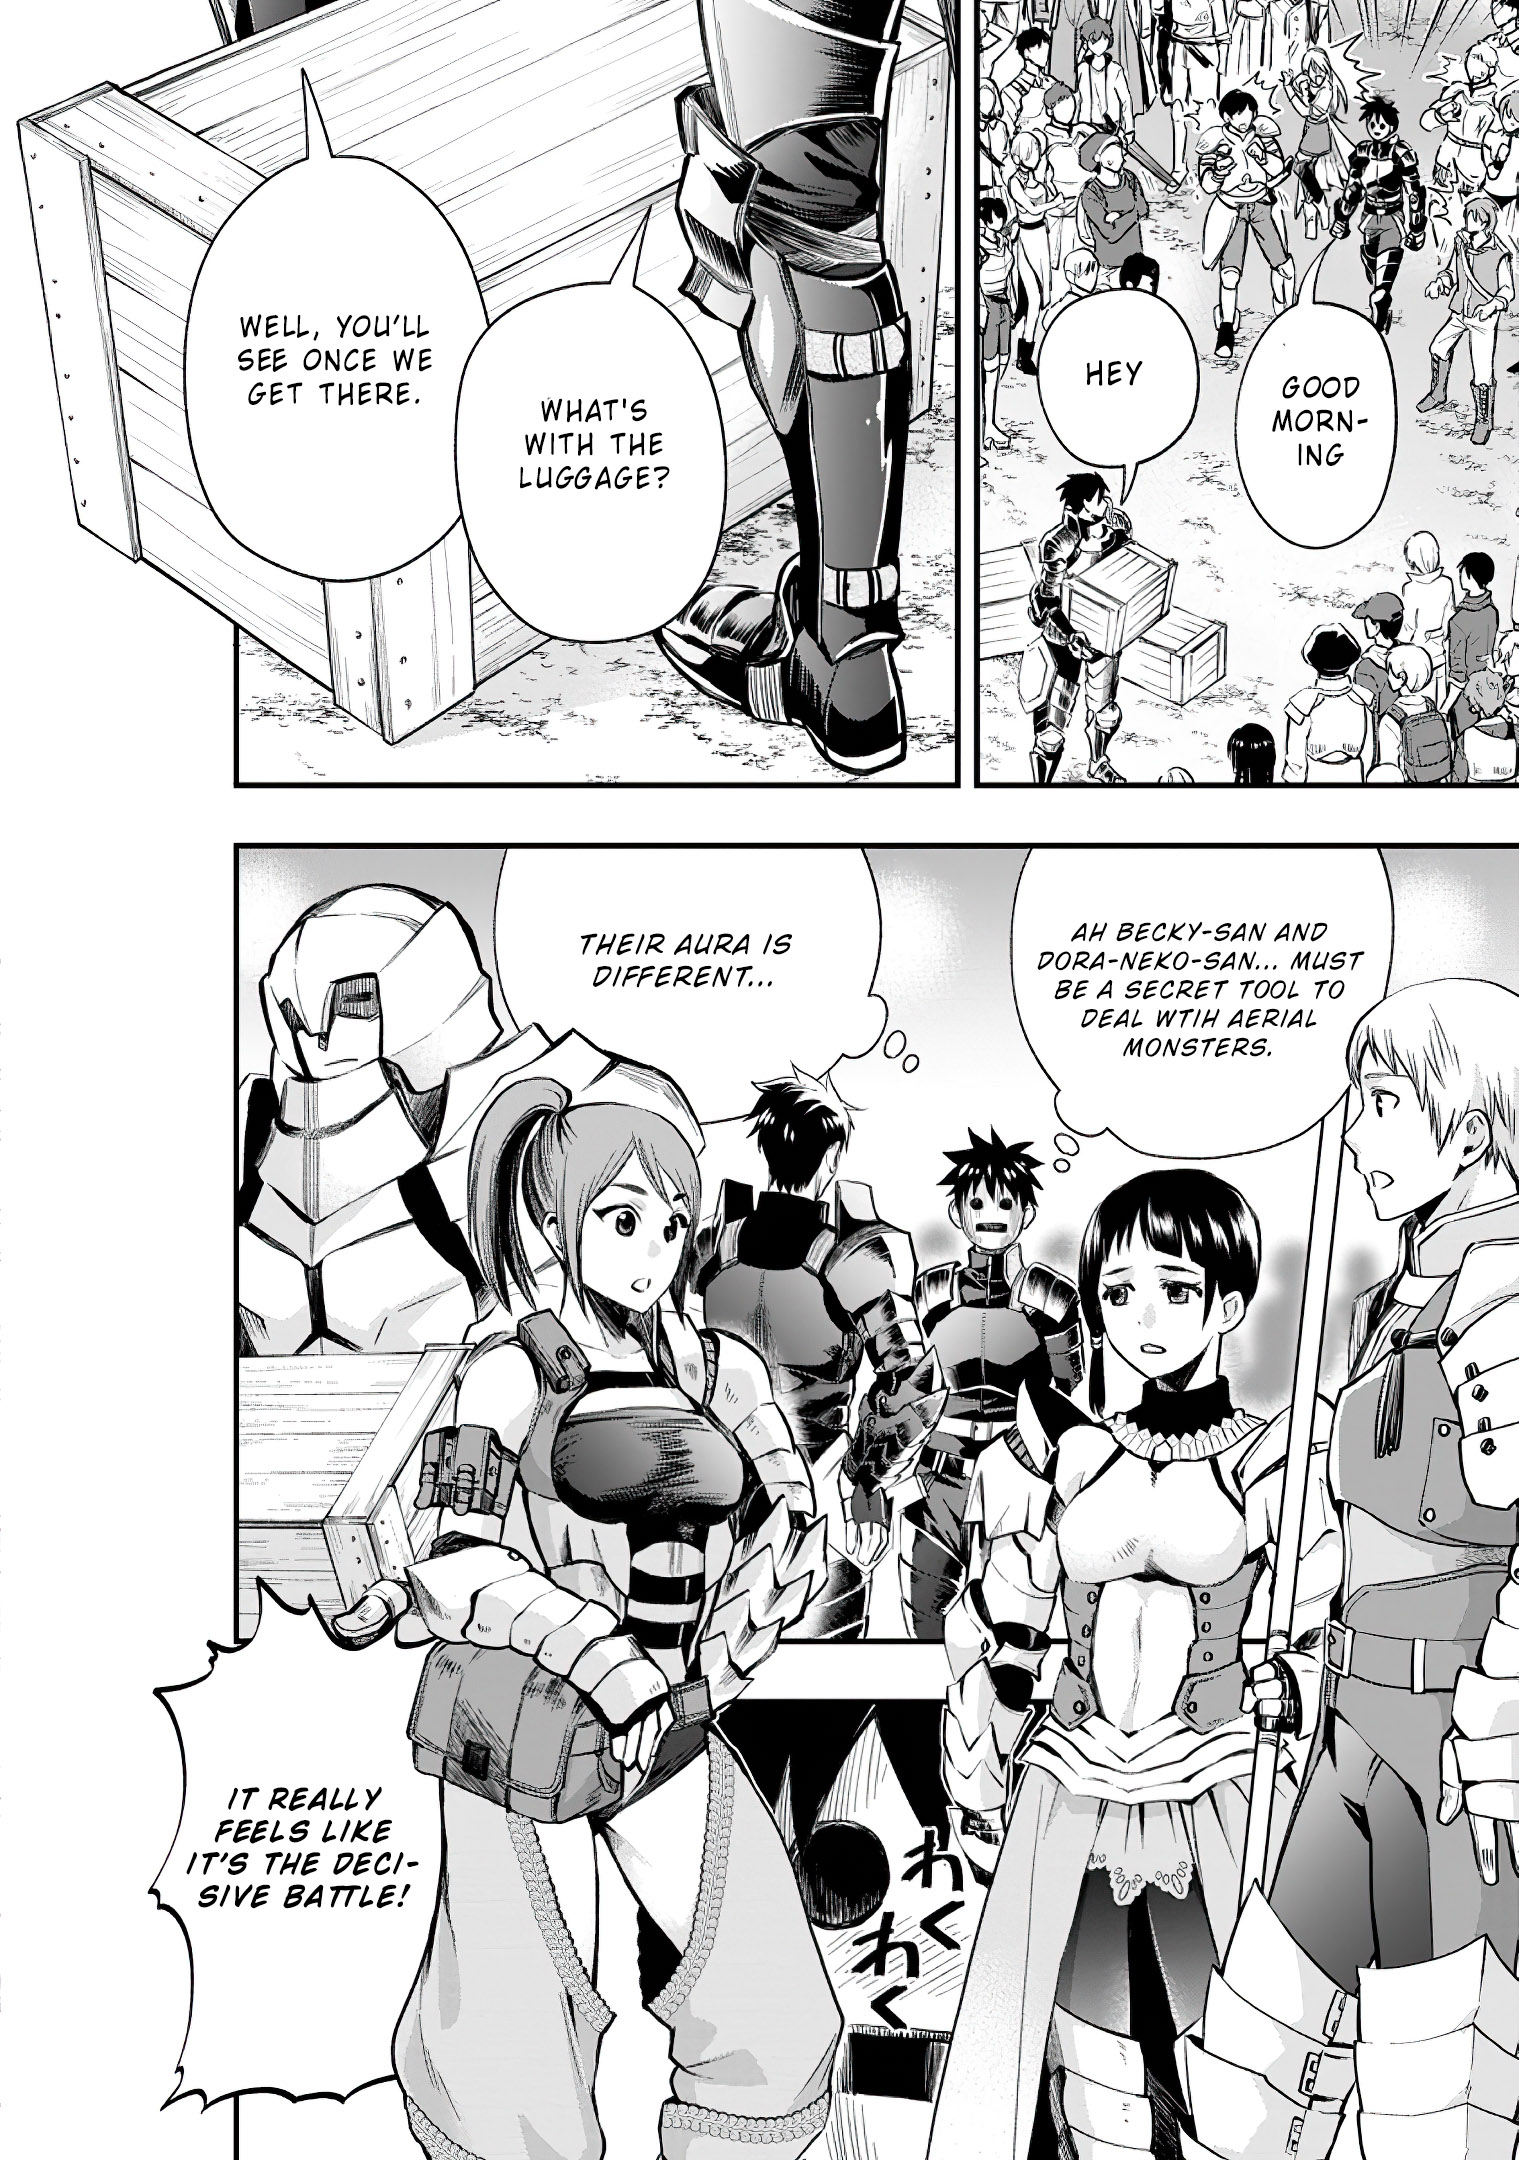 GOOD
MORN-
ING
HEY
WHAT'S
WITH THE
LUGGAGE?
WELL, YOU'LL
SEE ONCE WE
GET THERE.
AH BECKY-SAN AND
DORA-NEKO-SAN... MUST
BE A SECRET TOOL TO
DEAL WTIH AERIAL
MONSTERS.
THEIR AURA IS
DIFFERENT...
わく
わく
IT REALLY
FEELS LIKE
IT'S THE DECI-
SIVE BATTLE!